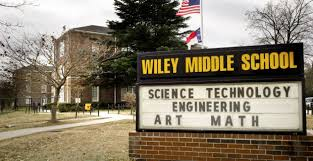 WILEY MIDDLE SCHOOL
SCIENCE TECHNOLOGY
ENGINEERING
ART MATH